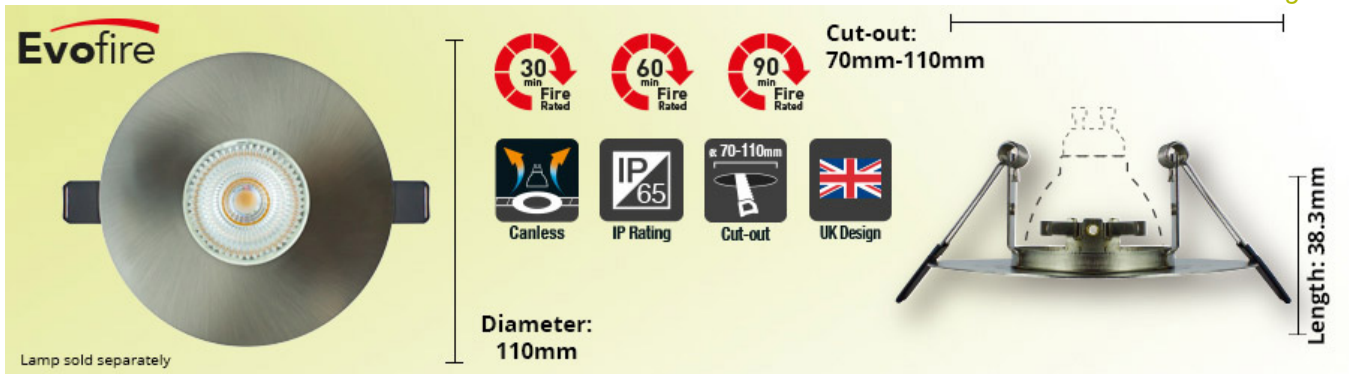 Evofire
30
min
Fire
Rated
60
min
Fire
Rated
90
min
Fire
Rated
Cut-out:
70mm-110mm
Canless
IP
65
IP Rating
ø: 70-110mm
Cut-out
UK Design
Diameter:
110mm
Length: 38.3mm
Lamp sold separately